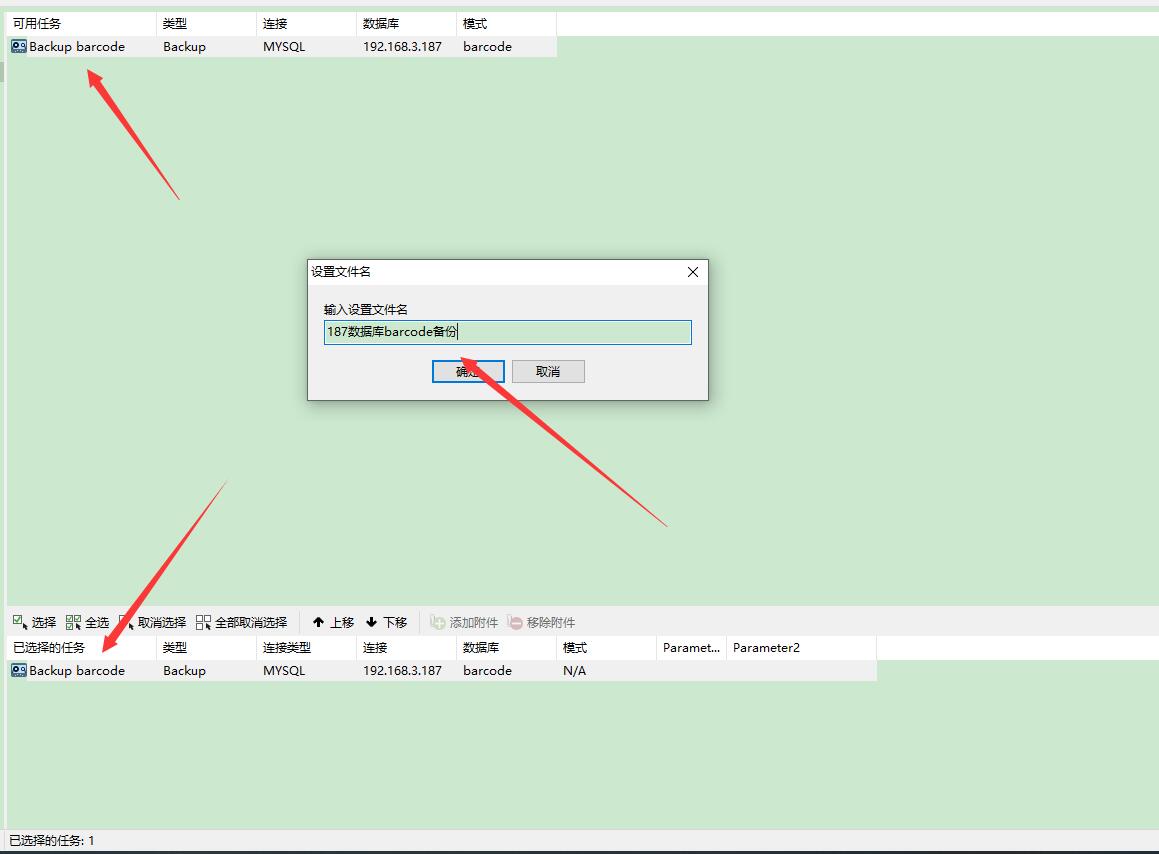 可用任务 类型 连接 数据库 模式
Backup barcode Backup MYSQL 192.168.3.187 barcode
设置文件名
输入设置文件名
187数据库barcode备份
取消
选择 全选 取消选择 全部取消选择 上移 下移 添加附件 移除附件
已选择的任务 类型 连接类型 连接 数据库 模式 Paramet... Parameter2
Backup barcode Backup MYSQL 192.168.3.187 barcode N/A
已选择的任务: 1